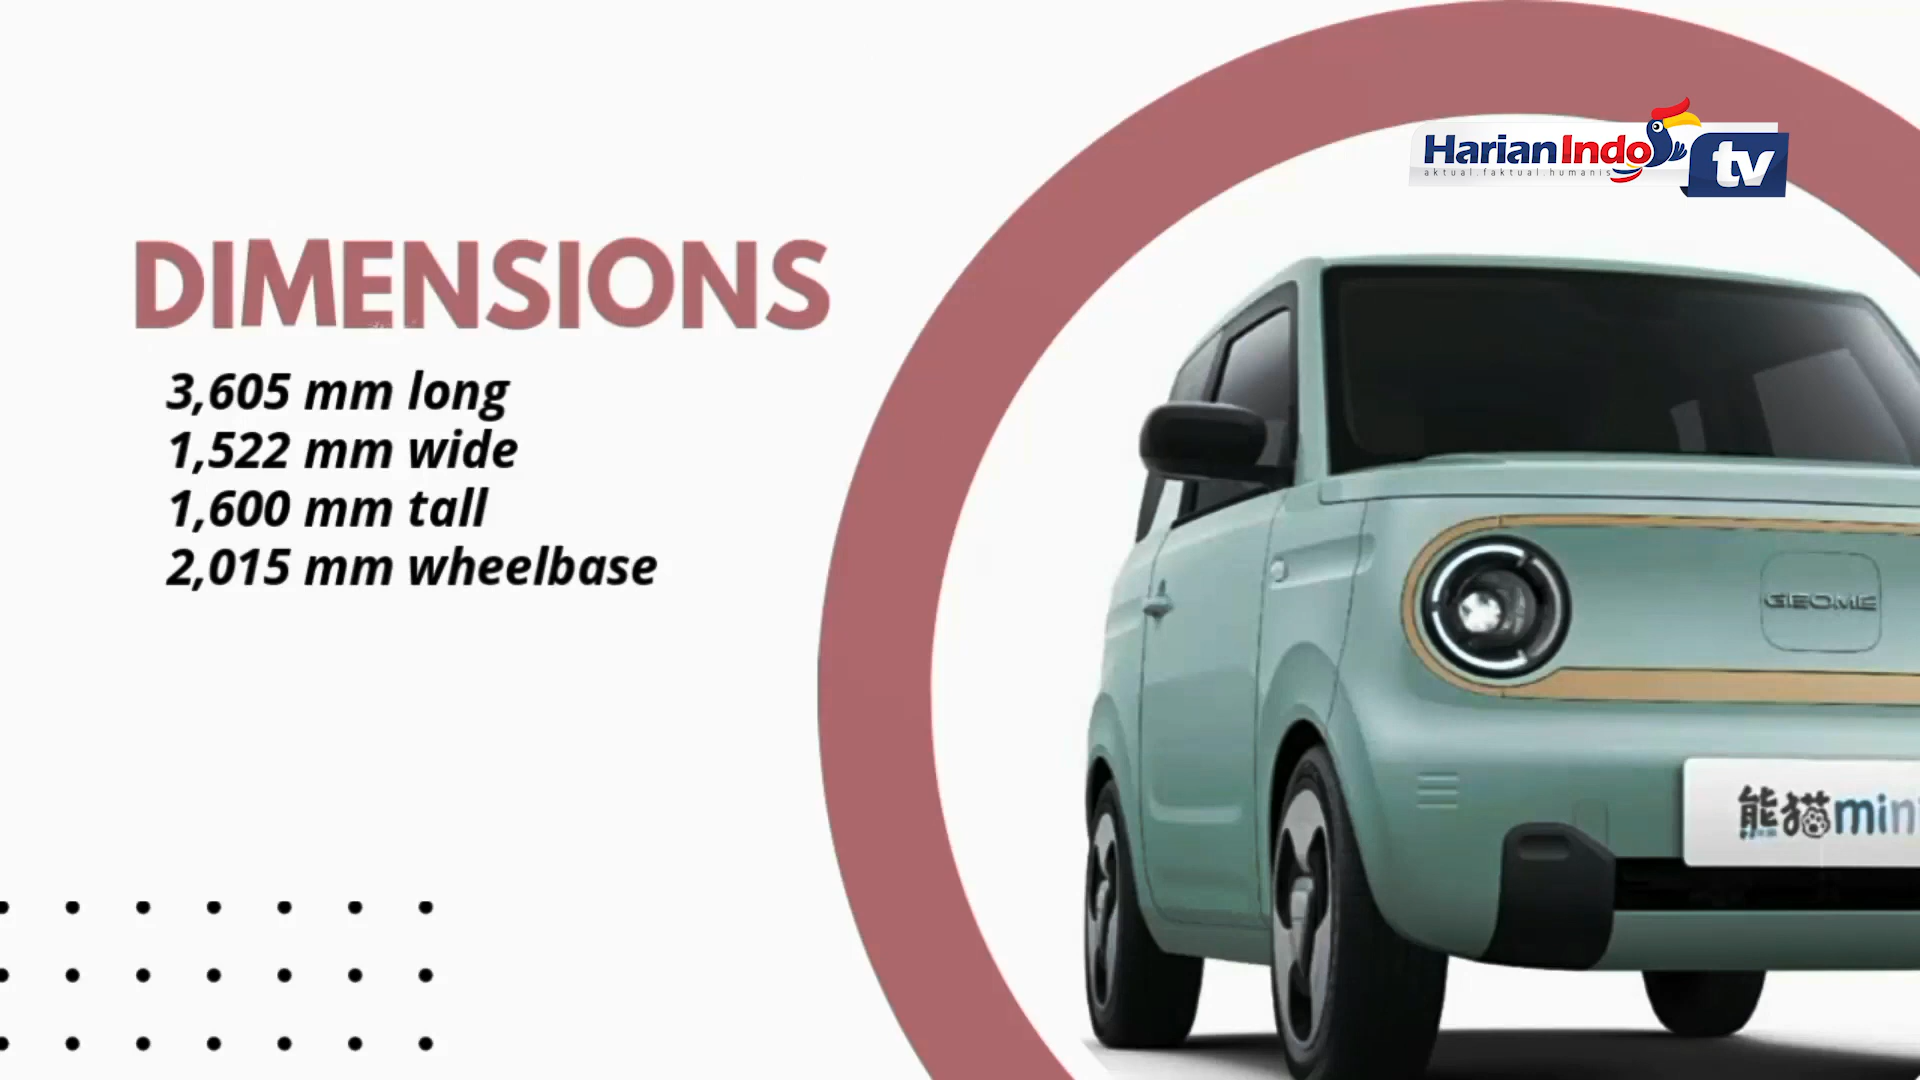 HarianIndo tv
aktual.faktual.humanis
DIMENSIONS
3,605 mm long
1,522 mm wide
1,600 mm tall
2,015 mm wheelbase
GEOME
熊猫mini